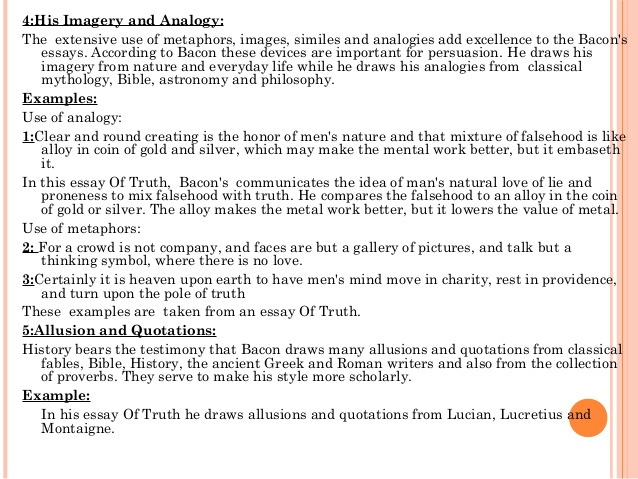 4:His Imagery and Analogy:
The extensive use of metaphors, images, similes and analogies add excellence to the Bacon's
essays. According to Bacon these devices are important for persuasion. He draws his
imagery from nature and everyday life while he draws his analogies from classical
mythology, Bible, astronomy and philosophy.
Examples:
Use of analogy:
1:Clear and round creating is the honor of men's nature and that mixture of falsehood is like
alloy in coin of gold and silver, which may make the mental work better, but it embaseth
it.
In this essay Of Truth, Bacon's communicates the idea of man's natural love of lie and
proneness to mix falsehood with truth. He compares the falsehood to an alloy in the coin
of gold or silver. The alloy makes the metal work better, but it lowers the value of metal.
Use of metaphors:
2: For a crowd is not company, and faces are but a gallery of pictures, and talk but a
thinking symbol, where there is no love.
3:Certainly it is heaven upon earth to have men's mind move in charity, rest in providence,
and turn upon the pole of truth
These examples are taken from an essay Of Truth.
5:Allusion and Quotations:
History bears the testimony that Bacon draws many allusions and quotations from classical
fables, Bible, History, the ancient Greek and Roman writers and also from the collection
of proverbs. They serve to make his style more scholarly.
Example:
In his essay Of Truth he draws allusions and quotations from Lucian, Lucretius and
Montaigne.